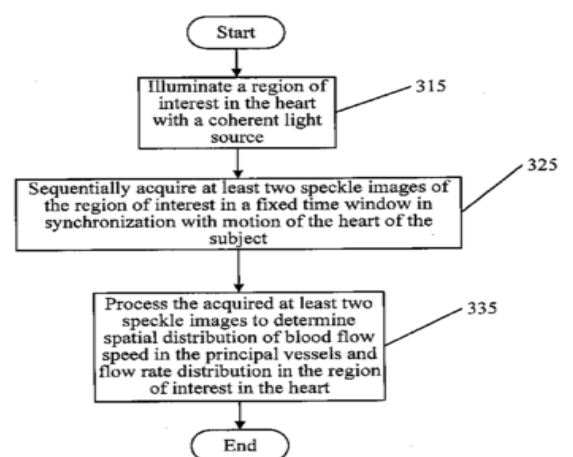 Start
Illuminate a region of
interest in the heart
with a coherent light
source
315
Sequentially acquire at least two speckle images of
the region of interest in a fixed time window in
synchronization with motion of the heart of the
subject
325
Process the acquired at least two
speckle images to determine
spatial distribution of blood flow
speed in the principal vessels and
flow rate distribution in the region
of interest in the heart
335
End